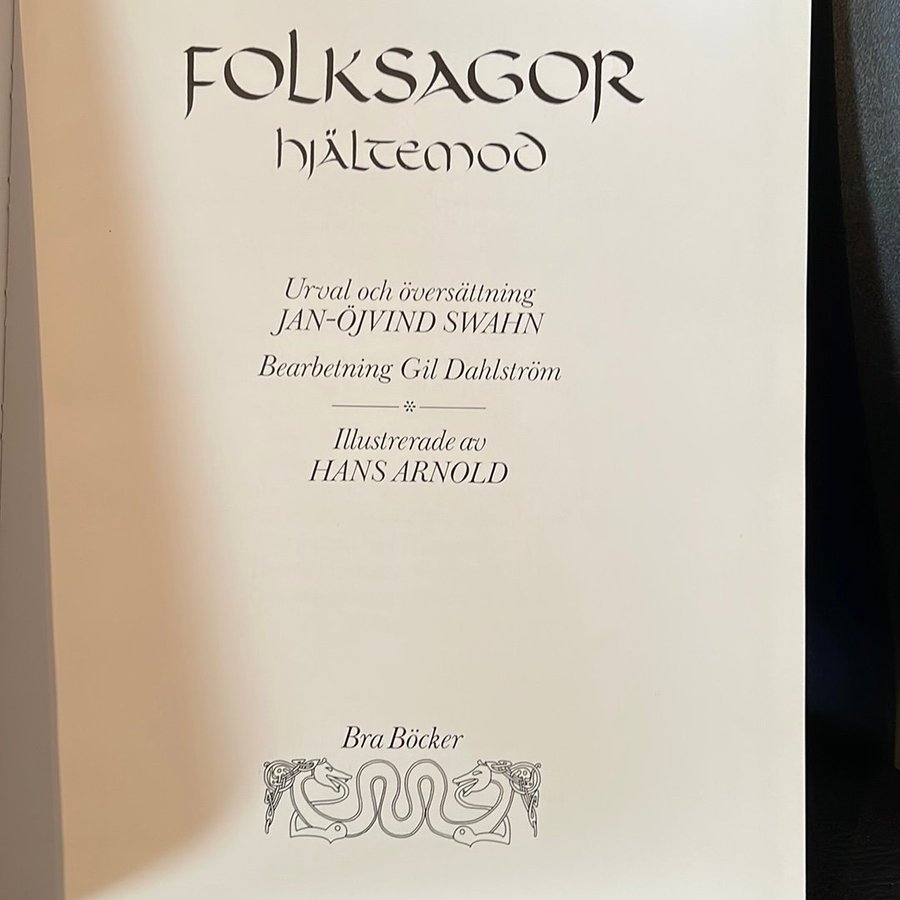 FOLKSAGOR
hjältemod
Urval och översättning
JAN-ÖJVIND SWAHN
Bearbetning Gil Dahlström
Illustrerade av
HANS ARNOLD
Bra Böcker